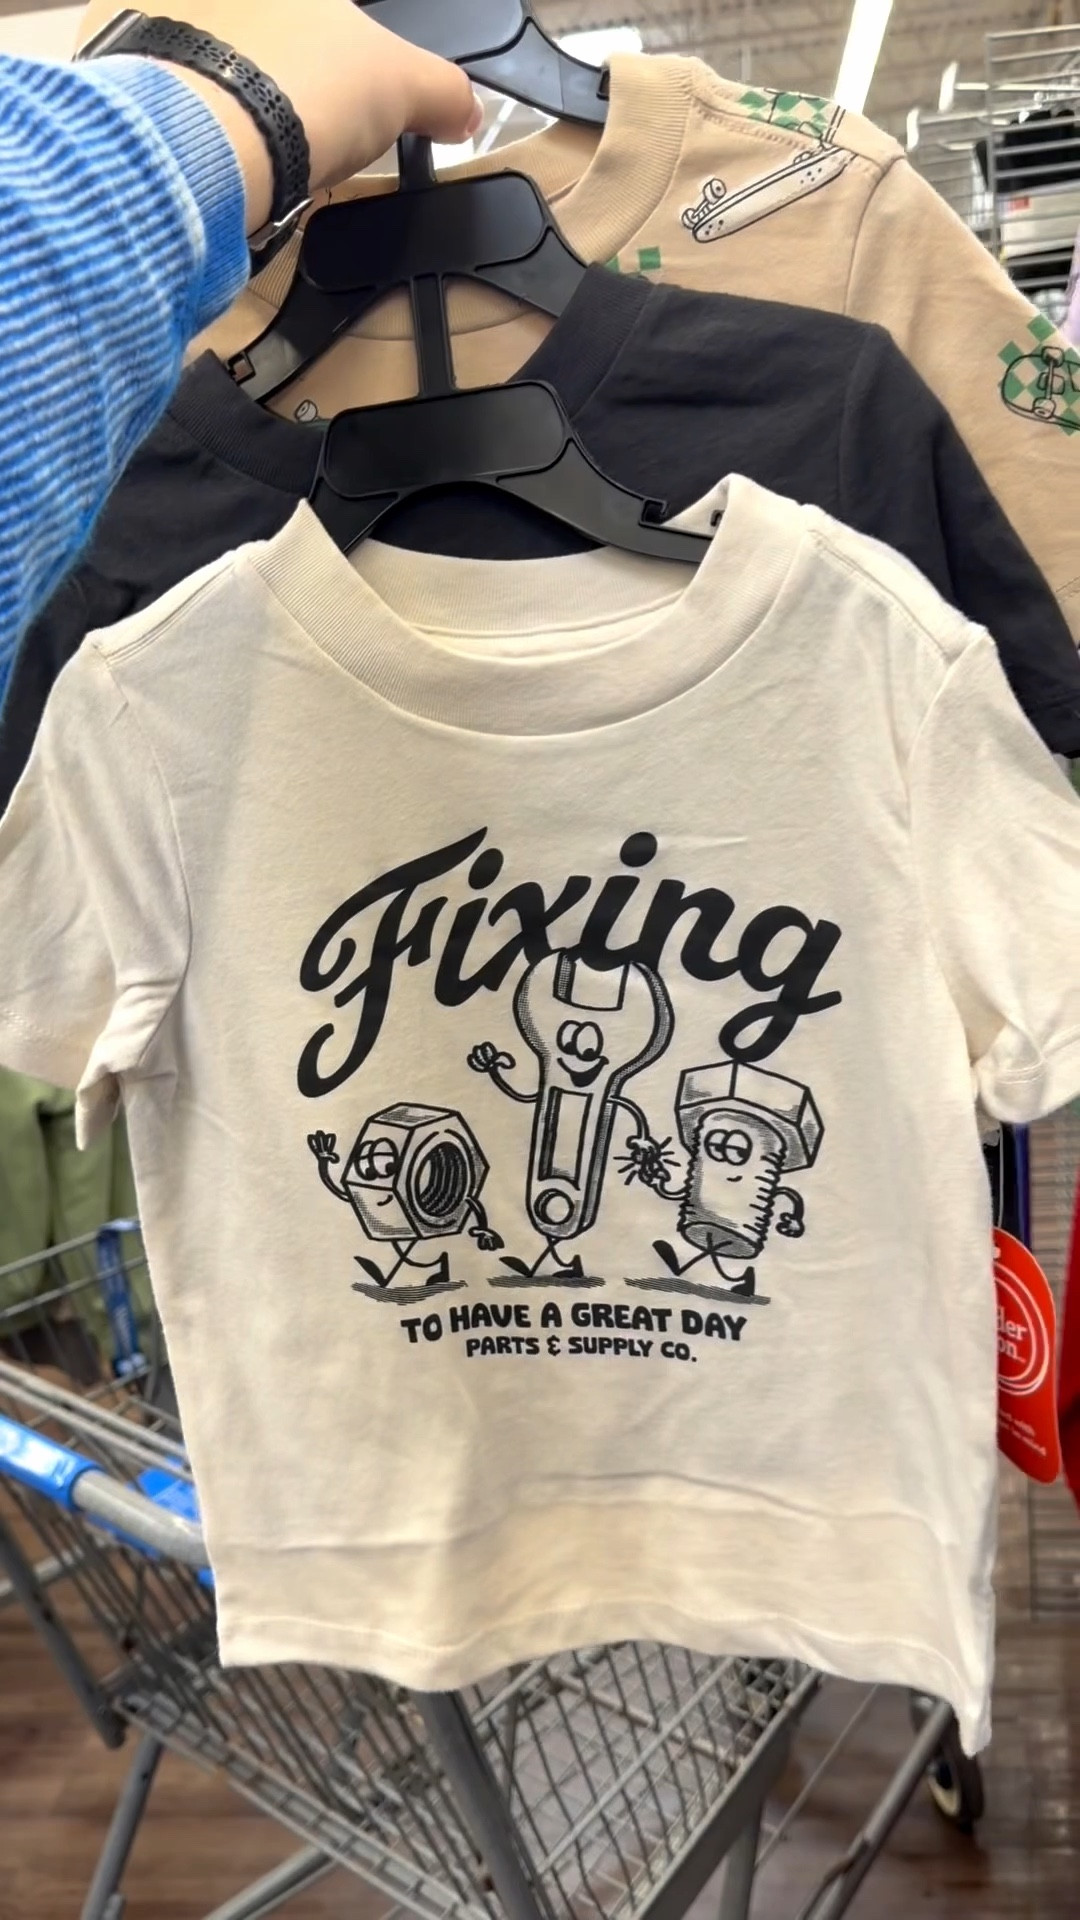 Fixing
TO HAVE A GREAT DAY
PARTS & SUPPLY CO.